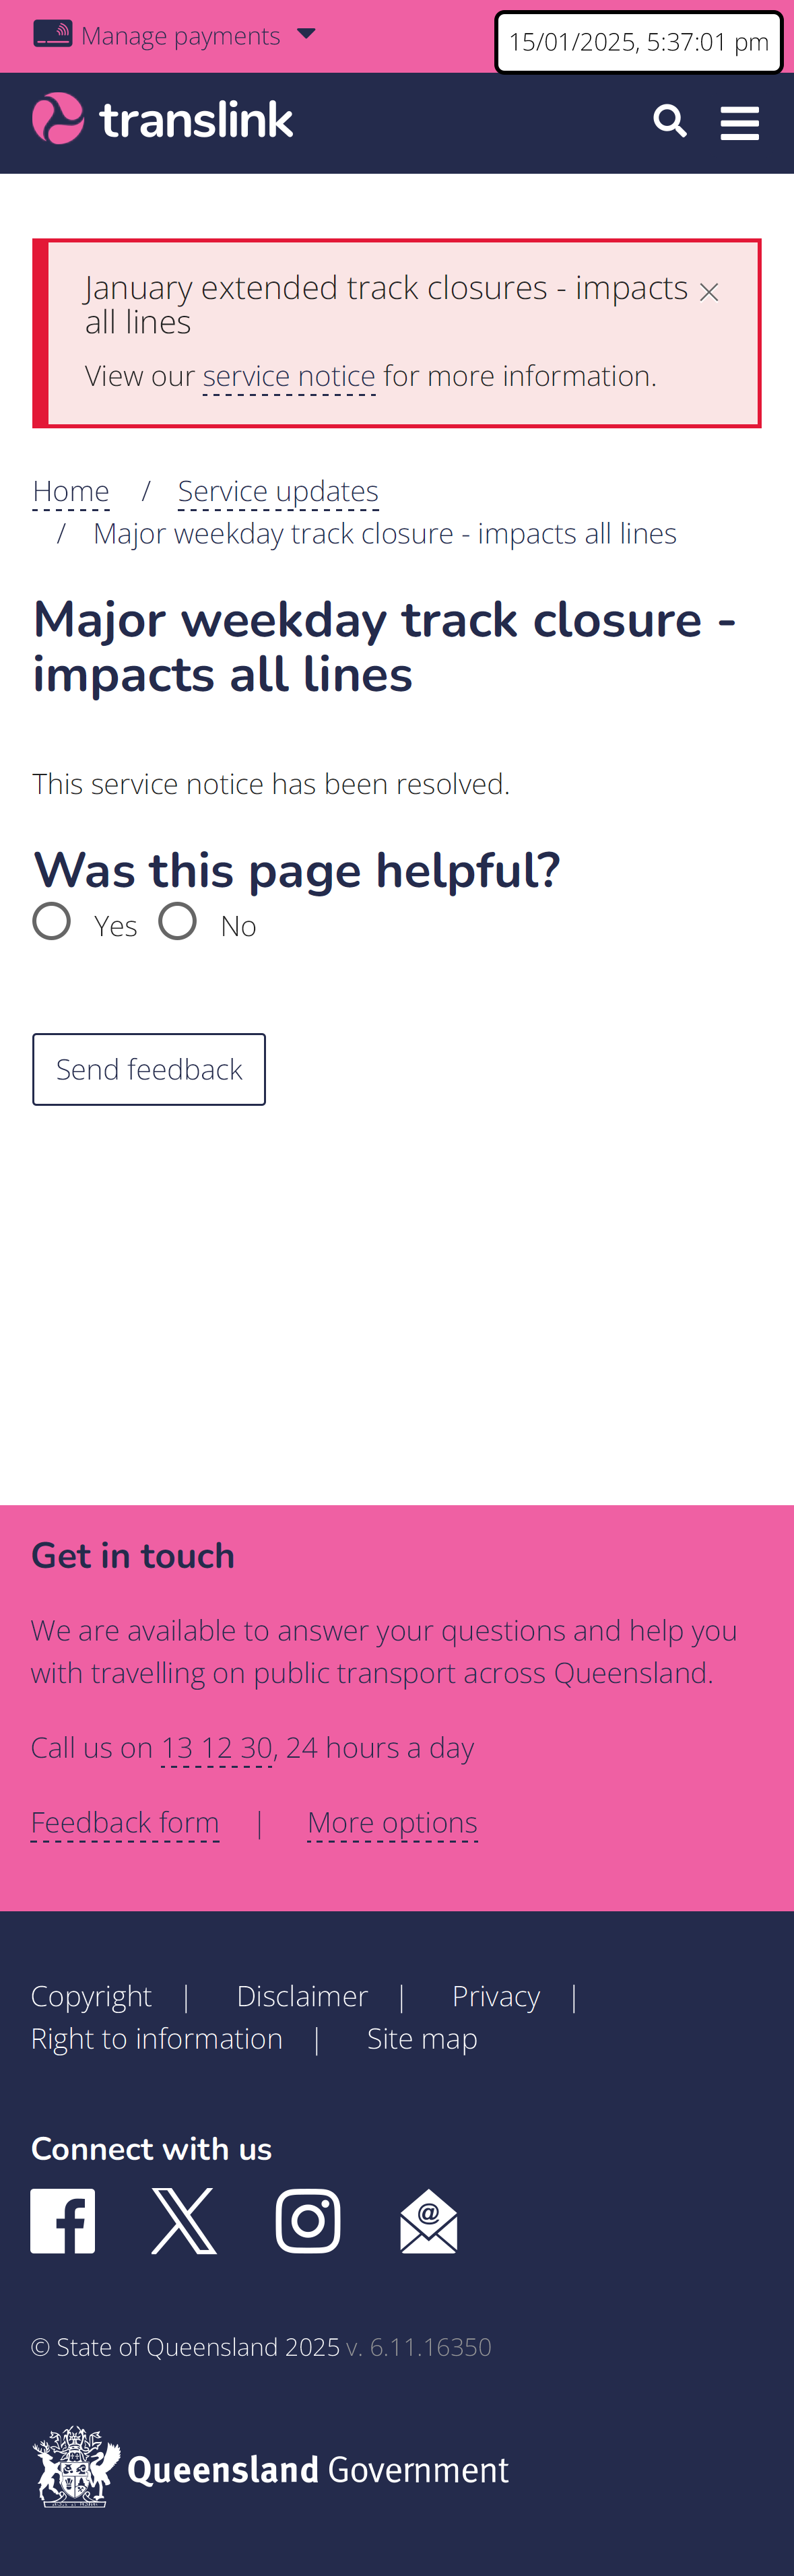 Manage payments
15/01/2025, 5:37:01 pm
translink
January extended track closures - impacts
all lines
View our service notice for more information.
Home / Service updates
/ Major weekday track closure - impacts all lines
Major weekday track closure -
impacts all lines
This service notice has been resolved.
Was this page helpful?
Yes No
Send feedback
Get in touch
We are available to answer your questions and help you
with travelling on public transport across Queensland.
Call us on 13 12 30, 24 hours a day
Feedback form | More options
Copyright | Disclaimer | Privacy |
Right to information | Site map
Connect with us
@
© State of Queensland 2025 v. 6.11.16350
Queensland Government